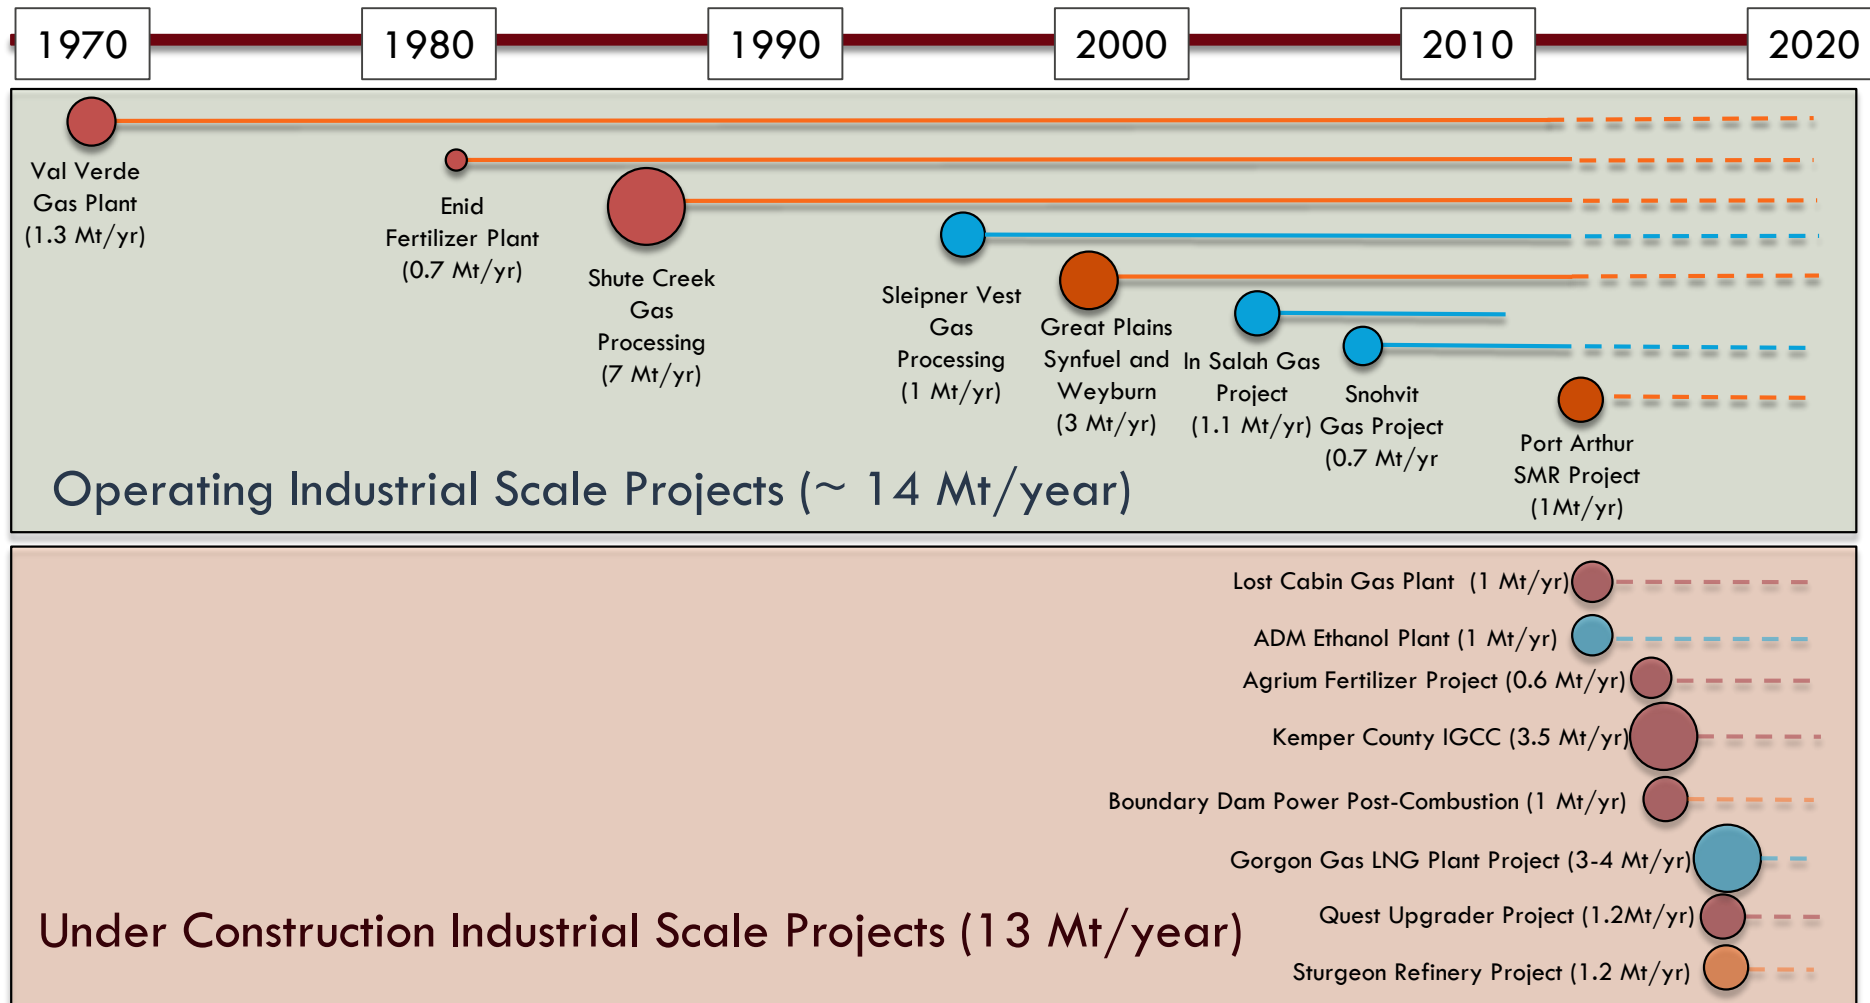 1970
1980
1990
2000
2010
2020
Val Verde
Gas Plant
(1.3 Mt/yr)
Enid
Fertilizer Plant
(0.7 Mt/yr)
Shute Creek
Gas
Processing
(7 Mt/yr)
Sleipner Vest
Gas
Processing
(1 Mt/yr)
Great Plains
Synfuel and
Weyburn
(3 Mt/yr)
In Salah Gas
Project
(1.1 Mt/yr)
Snohvit
Gas Project
(0.7 Mt/yr
Port Arthur
SMR Project
(1Mt/yr)
Operating Industrial Scale Projects (~ 14 Mt/year)
Lost Cabin Gas Plant  (1 Mt/yr)
ADM Ethanol Plant (1 Mt/yr)
Agrium Fertilizer Project (0.6 Mt/yr)
Kemper County IGCC (3.5 Mt/yr)
Boundary Dam Power Post-Combustion (1 Mt/yr)
Gorgon Gas LNG Plant Project (3-4 Mt/yr)
Quest Upgrader Project (1.2Mt/yr)
Sturgeon Refinery Project (1.2 Mt/yr)
Under Construction Industrial Scale Projects (13 Mt/year)